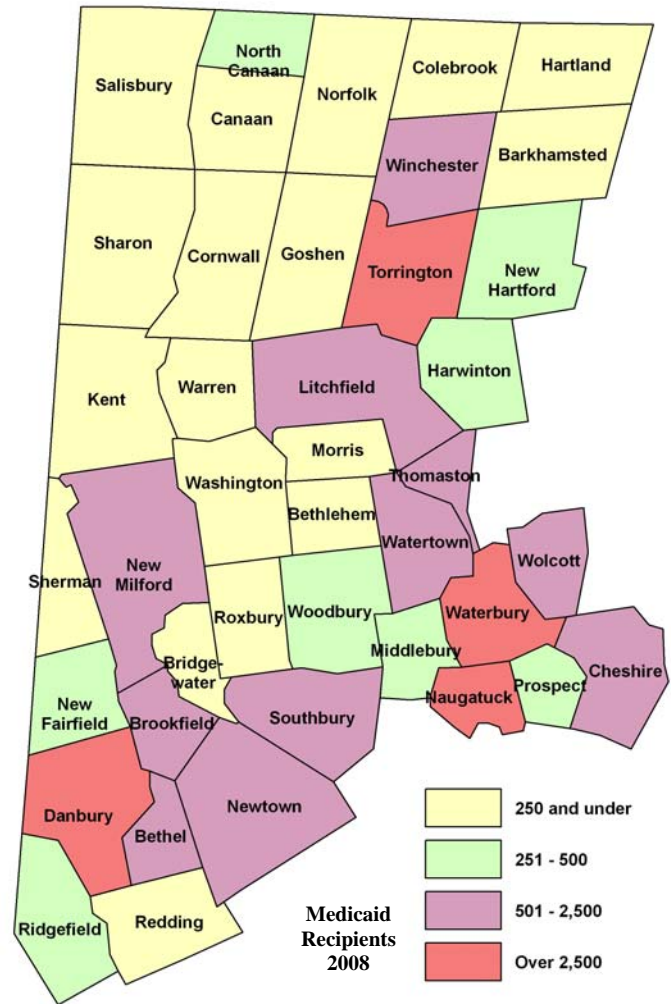 North
Canaan
Colebrook
Hartland
Salisbury
Norfolk
Canaan
Winchester
Barkhamsted
Sharon
Cornwall
Goshen
Torrington
New
Hartford
Kent
Warren
Litchfield
Harwinton
Morris
Washington
Thomaston
Bethlehem
Watertown
New
Milford
Wolcott
Sherman
Roxbury
Woodbury
Waterbury
Middlebury
Bridge-
water
Cheshire
Prospect
Naugatuck
New
Fairfield
Brookfield
Southbury
Newtown
Danbury
Bethel
Ridgefield
Redding
Medicaid
Recipients
2008
250 and under
251 - 500
501 - 2,500
Over 2,500